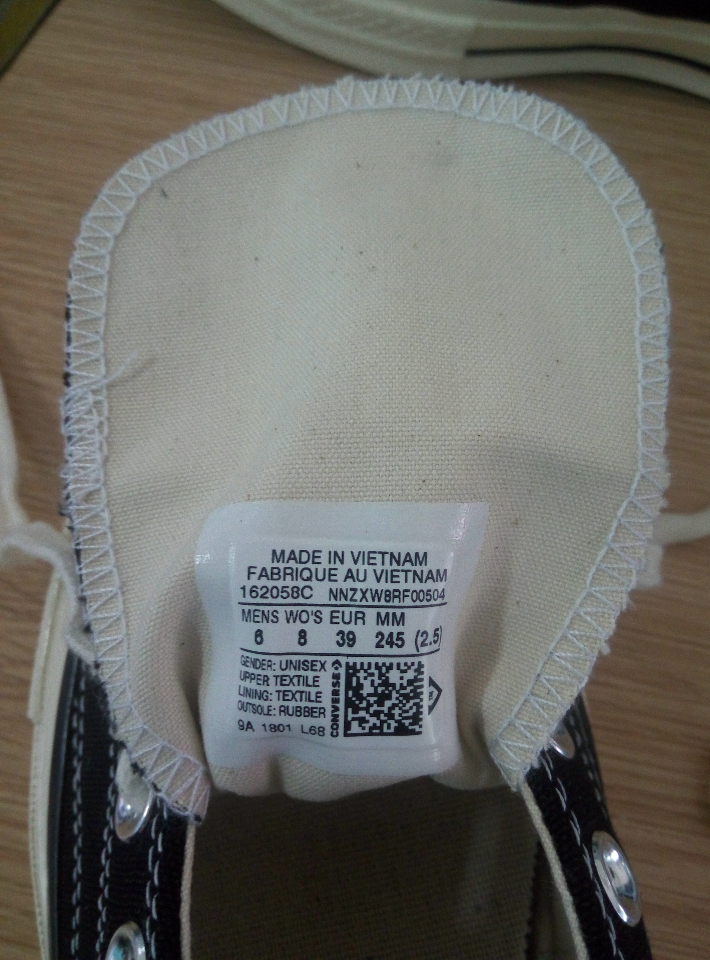 MADE IN VIETNAM
FABRIQUE AU VIETNAM
162058C NNZXW8RF00504
MENS WO'S EUR MM
6 8 39 245 (2.5)
GENDER: UNISEX
UPPER TEXTILE
LINING: TEXTILE
OUTSOLE: RUBBER
9A 1801 L68
CONVERSE